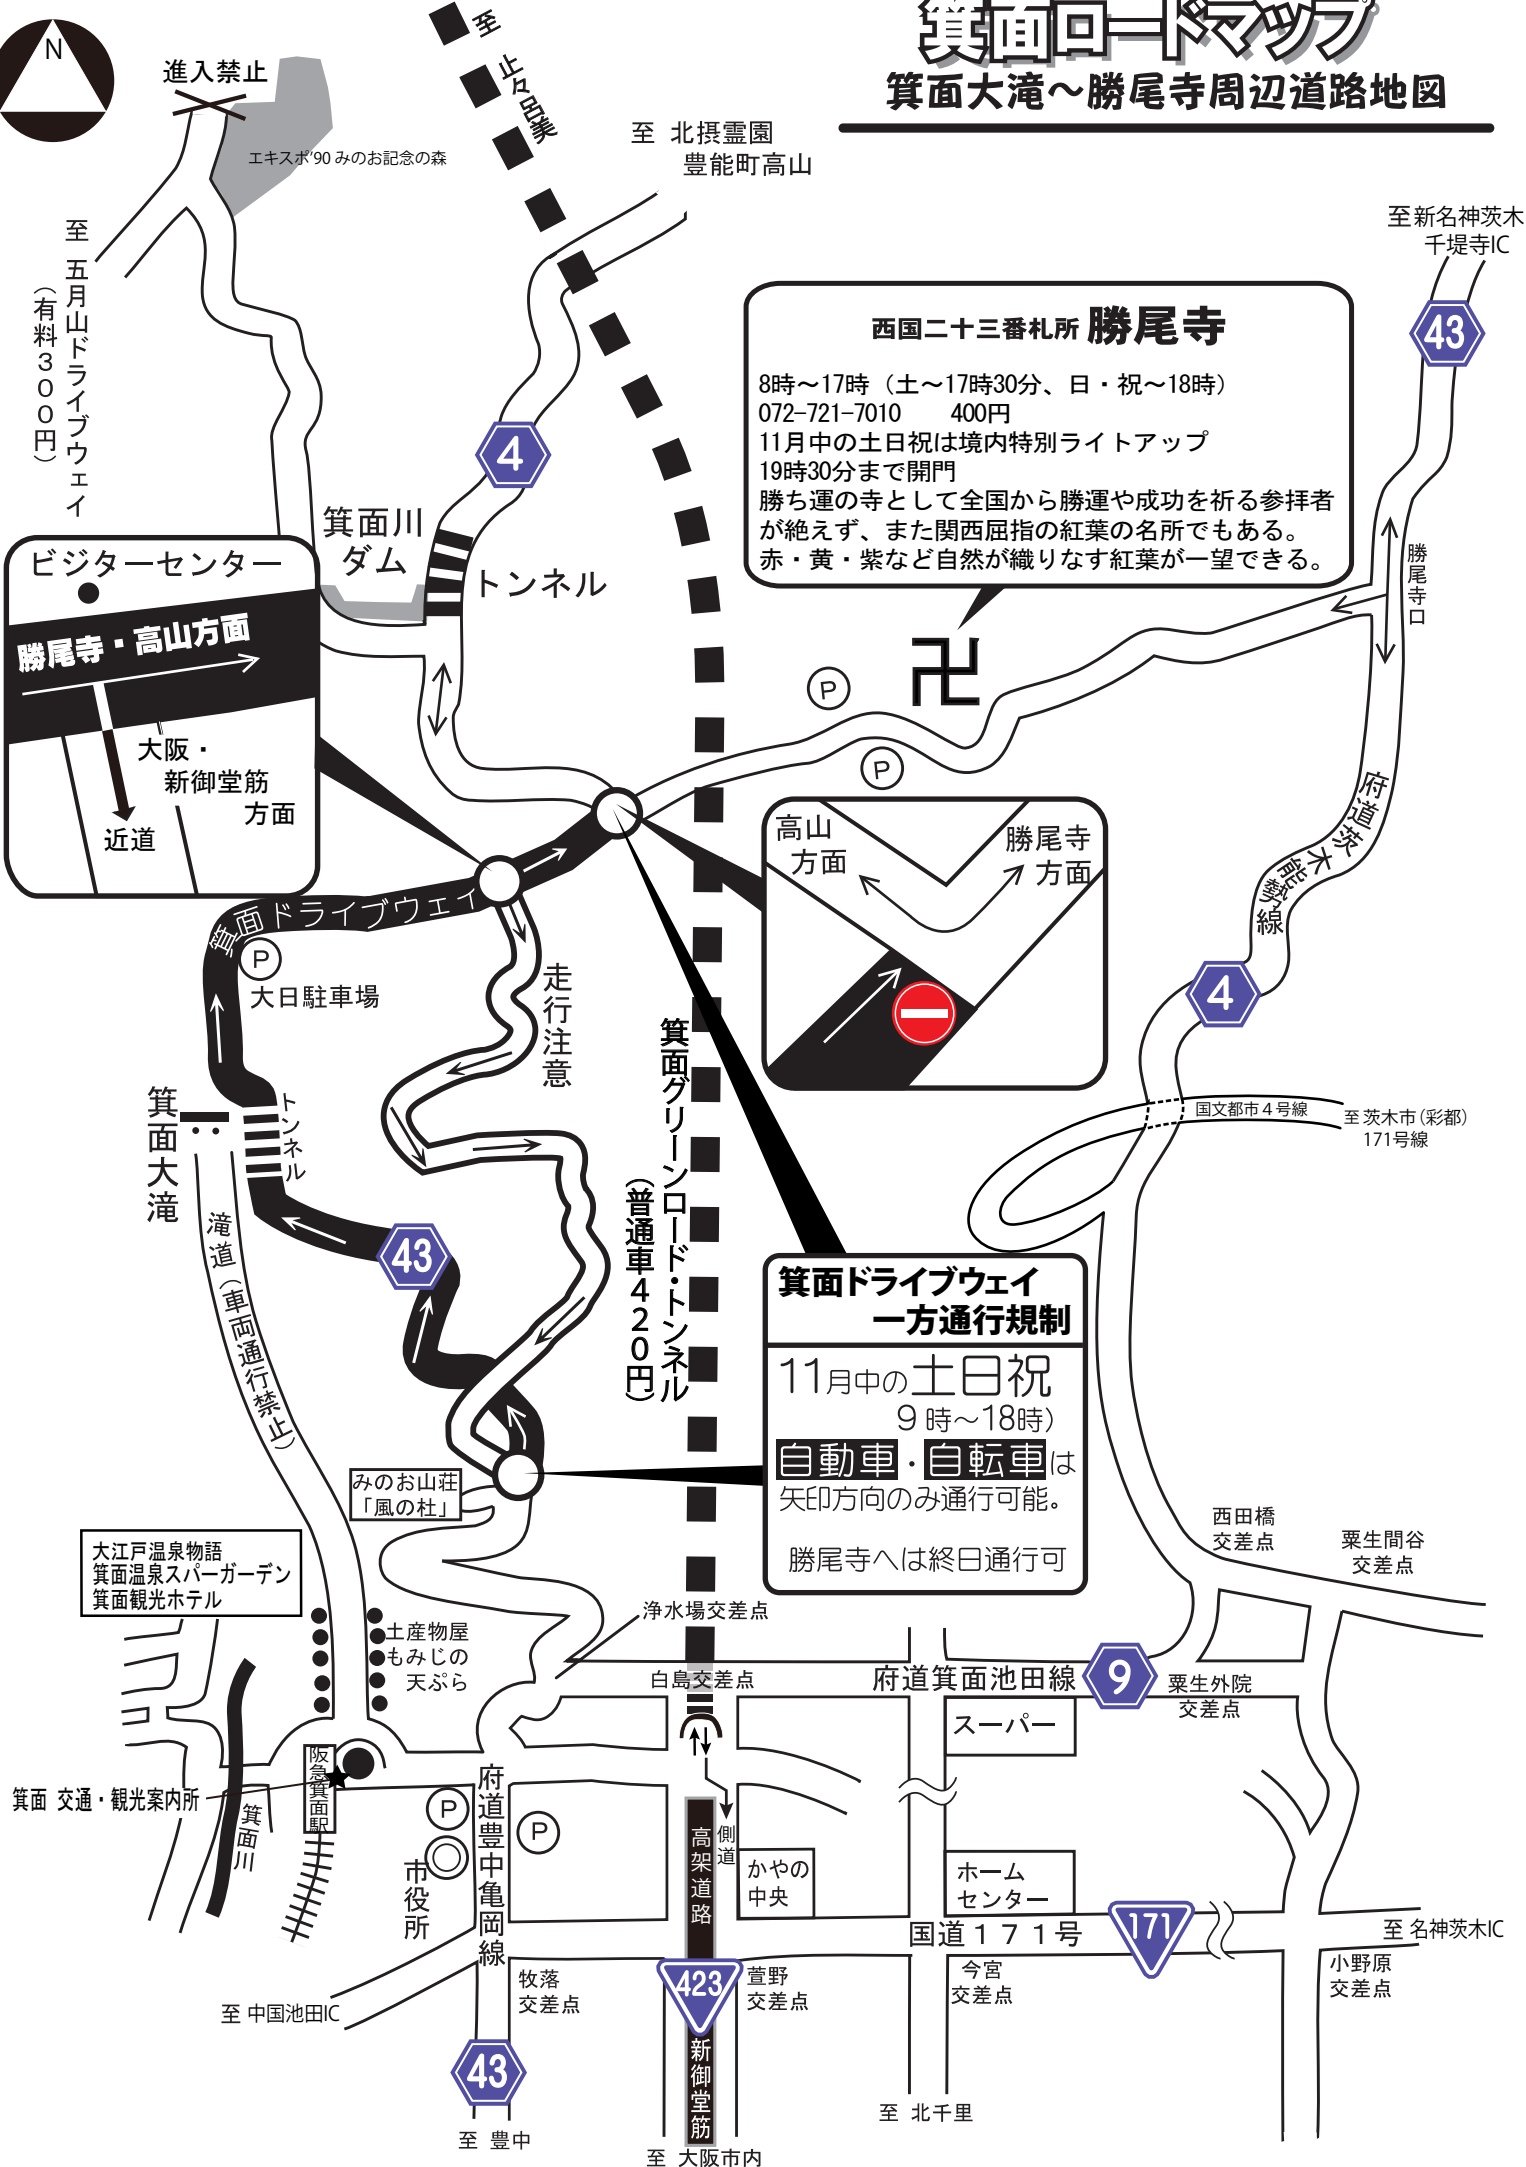 箕面ロードマップ
箕面大滝～勝尾寺周辺道路地図
N
進入禁止
エキスポ'90 みのお記念の森
至 止々呂美
至 北摂霊園
豊能町高山
至 五月山ドライブウェイ
（有料３００円）
至新名神茨木
千堤寺IC
43
西国二十三番札所 勝尾寺
8時～17時（土～17時30分、日・祝～18時）
072-721-7010　400円
11月中の土日祝は境内特別ライトアップ
19時30分まで開門
勝ち運の寺として全国から勝運や成功を祈る参拝者
が絶えず、また関西屈指の紅葉の名所でもある。
赤・黄・紫など自然が織りなす紅葉が一望できる。
4
箕面川
ダム
トンネル
勝尾寺口
ビジターセンター
勝尾寺・高山方面
大阪・
新御堂筋
方面
近道
P
P
高山
方面
勝尾寺
方面
府道茨木能勢線
箕面ドライブウェイ
P
大日駐車場
走行注意
4
箕面グリーンロード・トンネル
（普通車４２０円）
箕面大滝
トンネル
国文都市４号線
至茨木市（彩都）
171号線
滝道（車両通行禁止）
43
箕面ドライブウェイ
一方通行規制
11月中の土日祝
９時～18時）
自動車・自転車は
矢印方向のみ通行可能。
勝尾寺へは終日通行可
みのお山荘
「風の杜」
大江戸温泉物語
箕面温泉スパーガーデン
箕面観光ホテル
西田橋
交差点
粟生間谷
交差点
土産物屋
もみじの
天ぷら
浄水場交差点
白島交差点
府道箕面池田線
9
粟生外院
交差点
スーパー
阪急箕面駅
箕面 交通・観光案内所
箕面川
府道豊中亀岡線
P
P
市役所
高架道路
側道
かやの
中央
ホーム
センター
国道１７１号
171
至 名神茨木IC
小野原
交差点
至 中国池田IC
牧落
交差点
423
萱野
交差点
今宮
交差点
43
新御堂筋
至 豊中
至 大阪市内
至 北千里